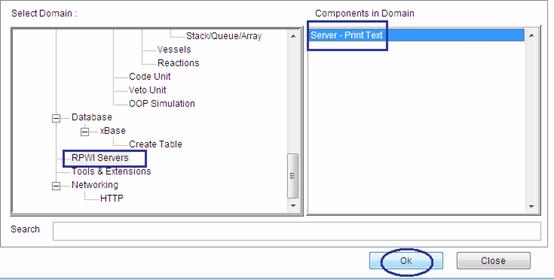 Select Domain :
Components in Domain
Stack/Queue/Array
Vessels
Reactions
Code Unit
Veto Unit
OOP Simulation
Database
xBase
Create Table
RPWI Servers
Tools & Extensions
Networking
HTTP
Server - Print Text
Search
Ok
Close